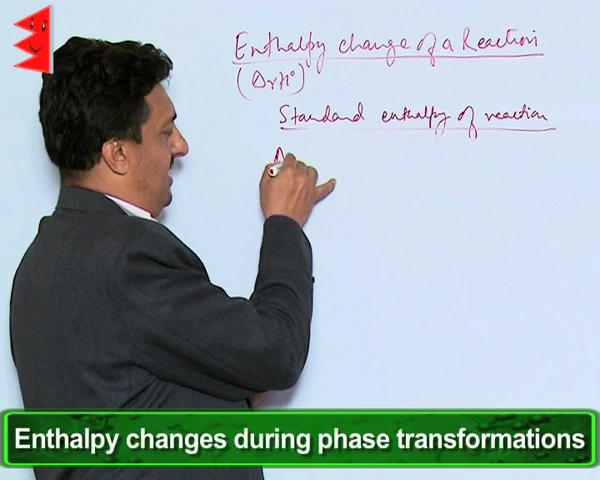 Enthalpy change of a Reaction
(ΔrH°)
Standard enthalpy of reaction
Enthalpy changes during phase transformations